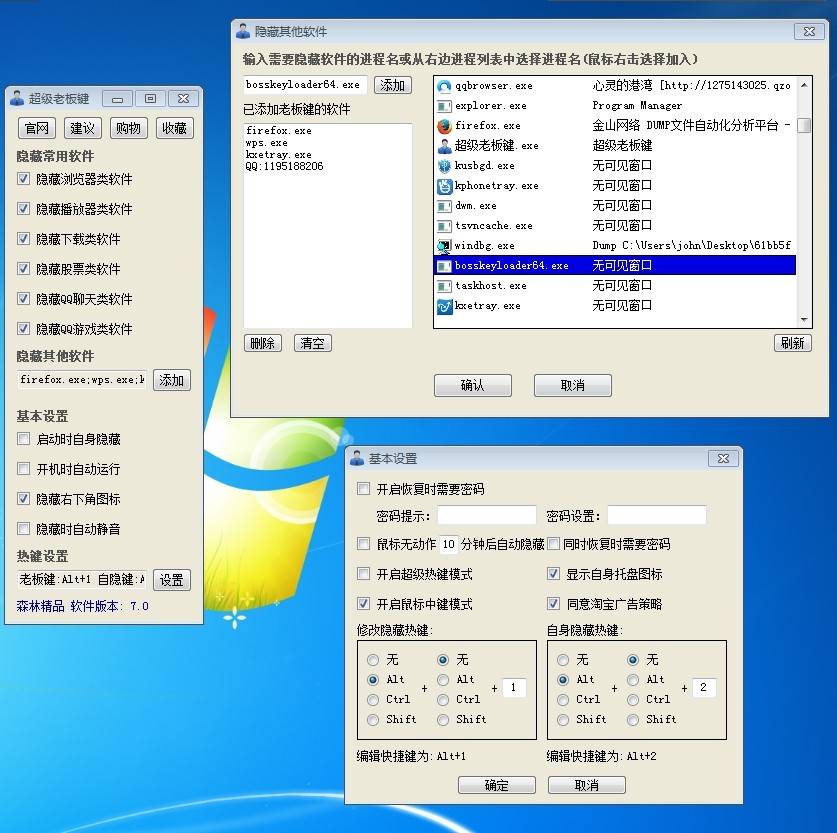 超级老板键
官网 建议 购物 收藏
隐藏常用软件
隐藏浏览器类软件
隐藏播放器类软件
隐藏下载类软件
隐藏股票类软件
隐藏QQ聊天类软件
隐藏QQ游戏类软件
隐藏其他软件
firefox.exe;wps.exe;k 添加
基本设置
启动时自身隐藏
开机时自动运行
隐藏右下角图标
隐藏时自动静音
热键设置
老板键:Alt+1 自隐键:A 设置
森林精品 软件版本: 7.0
隐藏其他软件
输入需要隐藏软件的进程名或从右边进程列表中选择进程名(鼠标右击选择加入)
bosskeyloader64.exe 添加
已添加老板键的软件
firefox.exe
wps.exe
kxetray.exe
QQ:1195188206
删除 清空
qqbrowser.exe 心灵的港湾 [http://1275143025.qzo
explorer.exe Program Manager
firefox.exe 金山网络 DUMP文件自动化分析平台 -
超级老板键.exe 超级老板键
kusbgd.exe 无可见窗口
kphonetray.exe 无可见窗口
dwm.exe 无可见窗口
tsvncache.exe 无可见窗口
windbg.exe Dump C:\Users\john\Desktop\61bb5f
bosskeyloader64.exe 无可见窗口
taskhost.exe 无可见窗口
kxetray.exe 无可见窗口
刷新
确认 取消
基本设置
开启恢复时需要密码
密码提示: 密码设置:
鼠标无动作 10 分钟后自动隐藏 同时恢复时需要密码
开启超级热键模式 显示自身托盘图标
开启鼠标中键模式 同意淘宝广告策略
修改隐藏热键: 自身隐藏热键:
无 无 无 无
Alt Alt Alt Alt
+ + 1 + + 2
Ctrl Ctrl Ctrl Ctrl
Shift Shift Shift Shift
编辑快捷键为: Alt+1 编辑快捷键为: Alt+2
确定 取消